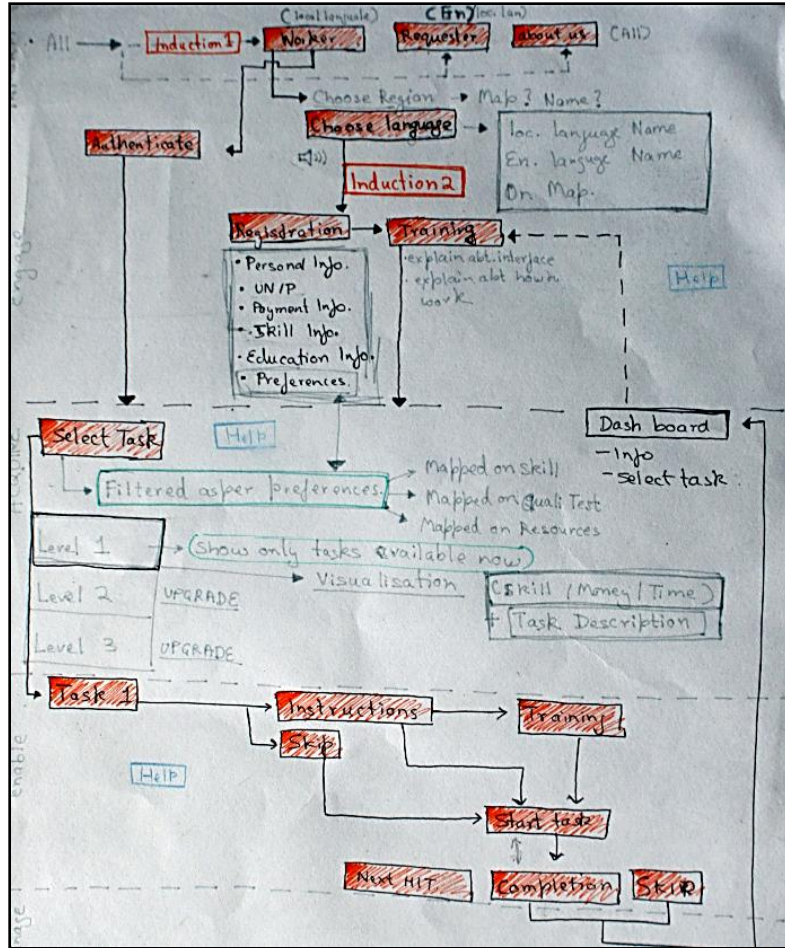 (local language)
(En)/loc. lan)
• All
Induction 1
Worker
Requester
about us
(All)
Choose Region
Map? Name?
Choose language
loc. language Name
En. language Name
On Map.
Authenticate
Induction 2
Registration
Training
• explain abt. interface
• explain abt how
work
• Personal Info.
• UN/P
• Payment Info.
• Skill Info.
• Education Info.
• Preferences.
engage
Help
Select Task
Help
Dash board
– Info
– select task
Filtered as per preferences.
Mapped on Skill
Mapped on Quali Test
Mapped on Resources
Level 1
Show only tasks available now
Visualisation
(Skill / Money / Time)
+ Task Description
Level 2
UPGRADE
Level 3
UPGRADE
Task 1
Instructions
Training
Skip
enable
Help
Start task
Next HIT
Completion
SKIP